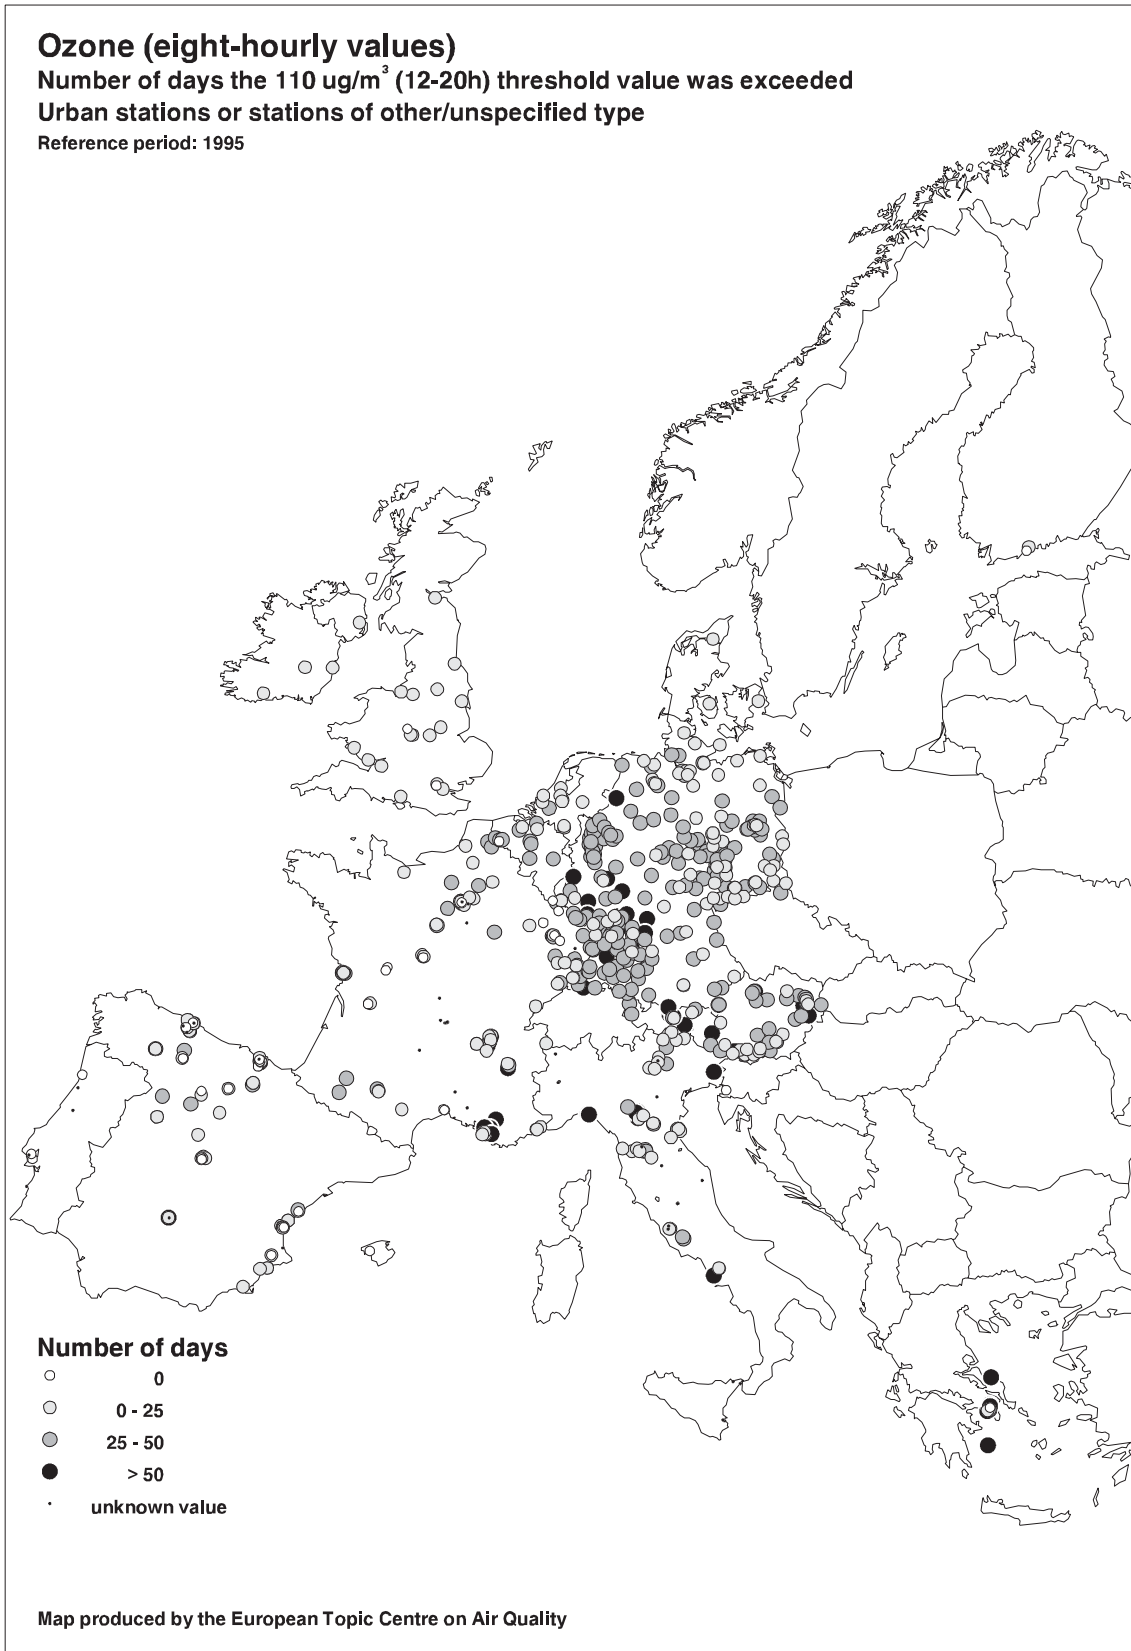 Ozone (eight-hourly values)
Number of days the 110 ug/m³ (12-20h) threshold value was exceeded
Urban stations or stations of other/unspecified type
Reference period: 1995
Number of days
0
0 - 25
25 - 50
> 50
unknown value
Map produced by the European Topic Centre on Air Quality